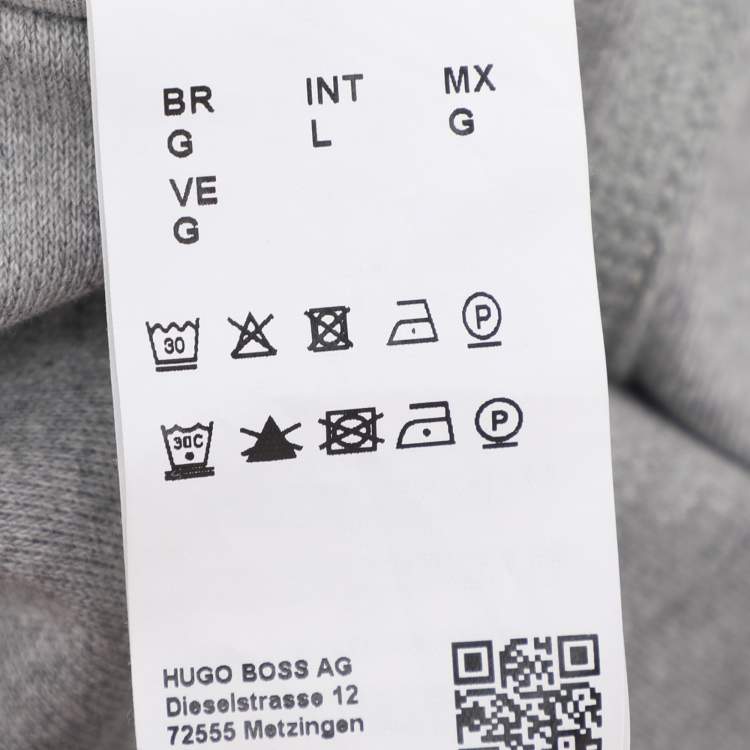 BR INT MX
G L G
VE
G
30 P
30C P
HUGO BOSS AG
Dieselstrasse 12
72555 Metzingen